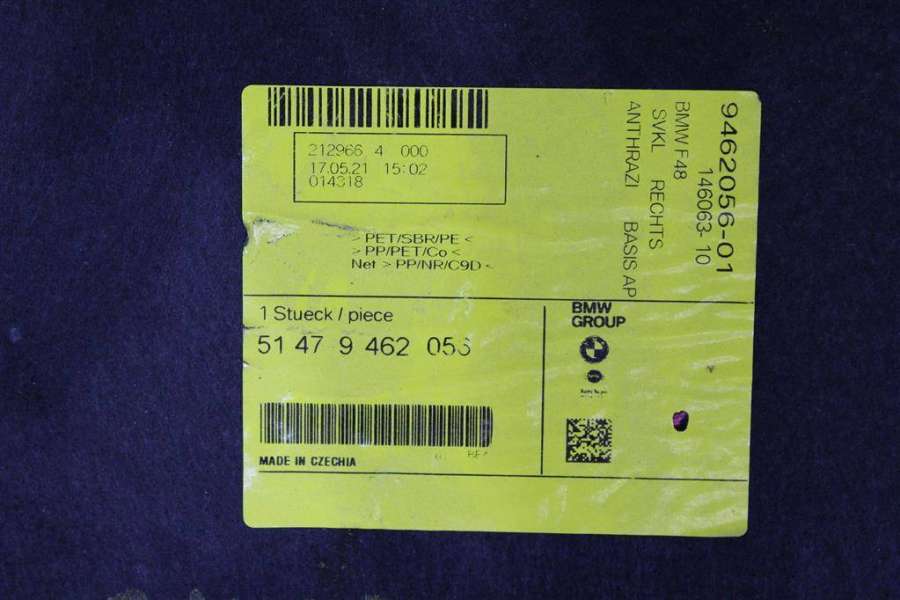 212966 4 000
17.05.21 15:02
014318
> PET/SBR/PE <
> PP/PET/Co <
Net > PP/NR/C9D <
9462056-01
146063-10
BMW F48
SVKL RECHTS
ANTHRAZI BASIS AP
1 Stueck / piece
51 47 9 462 056
MADE IN CZECHIA
BMW
GROUP